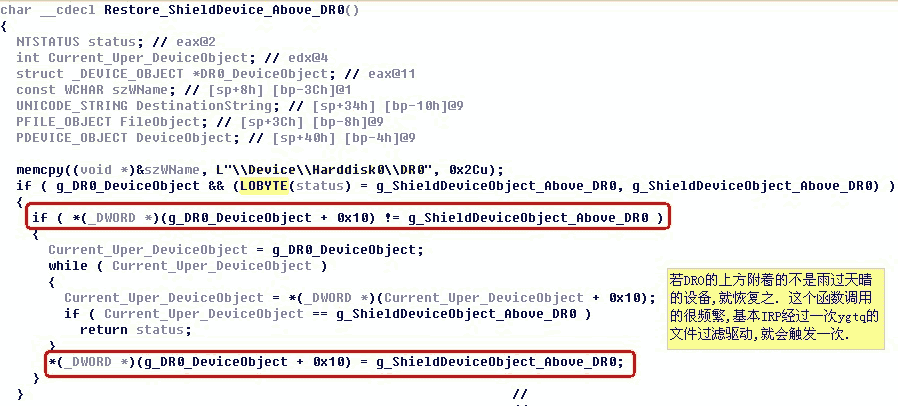 char __cdecl Restore_ShieldDevice_Above_DR0()
{
NTSTATUS status; // eax@2
int Current_Uper_DeviceObject; // edx@4
struct _DEVICE_OBJECT *DR0_DeviceObject; // eax@11
const WCHAR szWName; // [sp+8h] [bp-3Ch]@1
UNICODE_STRING DestinationString; // [sp+34h] [bp-10h]@9
PFILE_OBJECT FileObject; // [sp+3Ch] [bp-8h]@9
PDEVICE_OBJECT DeviceObject; // [sp+40h] [bp-4h]@9
memcpy((void *)&szWName, L"\\Device\\Harddisk0\\DR0", 0x2Cu);
if ( g_DR0_DeviceObject && (LOBYTE(status) = g_ShieldDeviceObject_Above_DR0, g_ShieldDeviceObject_Above_DR0) )
{
if ( *(_DWORD *)(g_DR0_DeviceObject + 0x10) != g_ShieldDeviceObject_Above_DR0 )
{
Current_Uper_DeviceObject = g_DR0_DeviceObject;
while ( Current_Uper_DeviceObject )
{
Current_Uper_DeviceObject = *(_DWORD *)(Current_Uper_DeviceObject + 0x10);
if ( Current_Uper_DeviceObject == g_ShieldDeviceObject_Above_DR0 )
return status;
}
*(_DWORD *)(g_DR0_DeviceObject + 0x10) = g_ShieldDeviceObject_Above_DR0;
}
}
//
若DR0的上方附着的不是雨过天晴
的设备,就恢复之. 这个函数调用
的很频繁,基本IRP经过一次ygtq的
文件过滤驱动,就会触发一次.